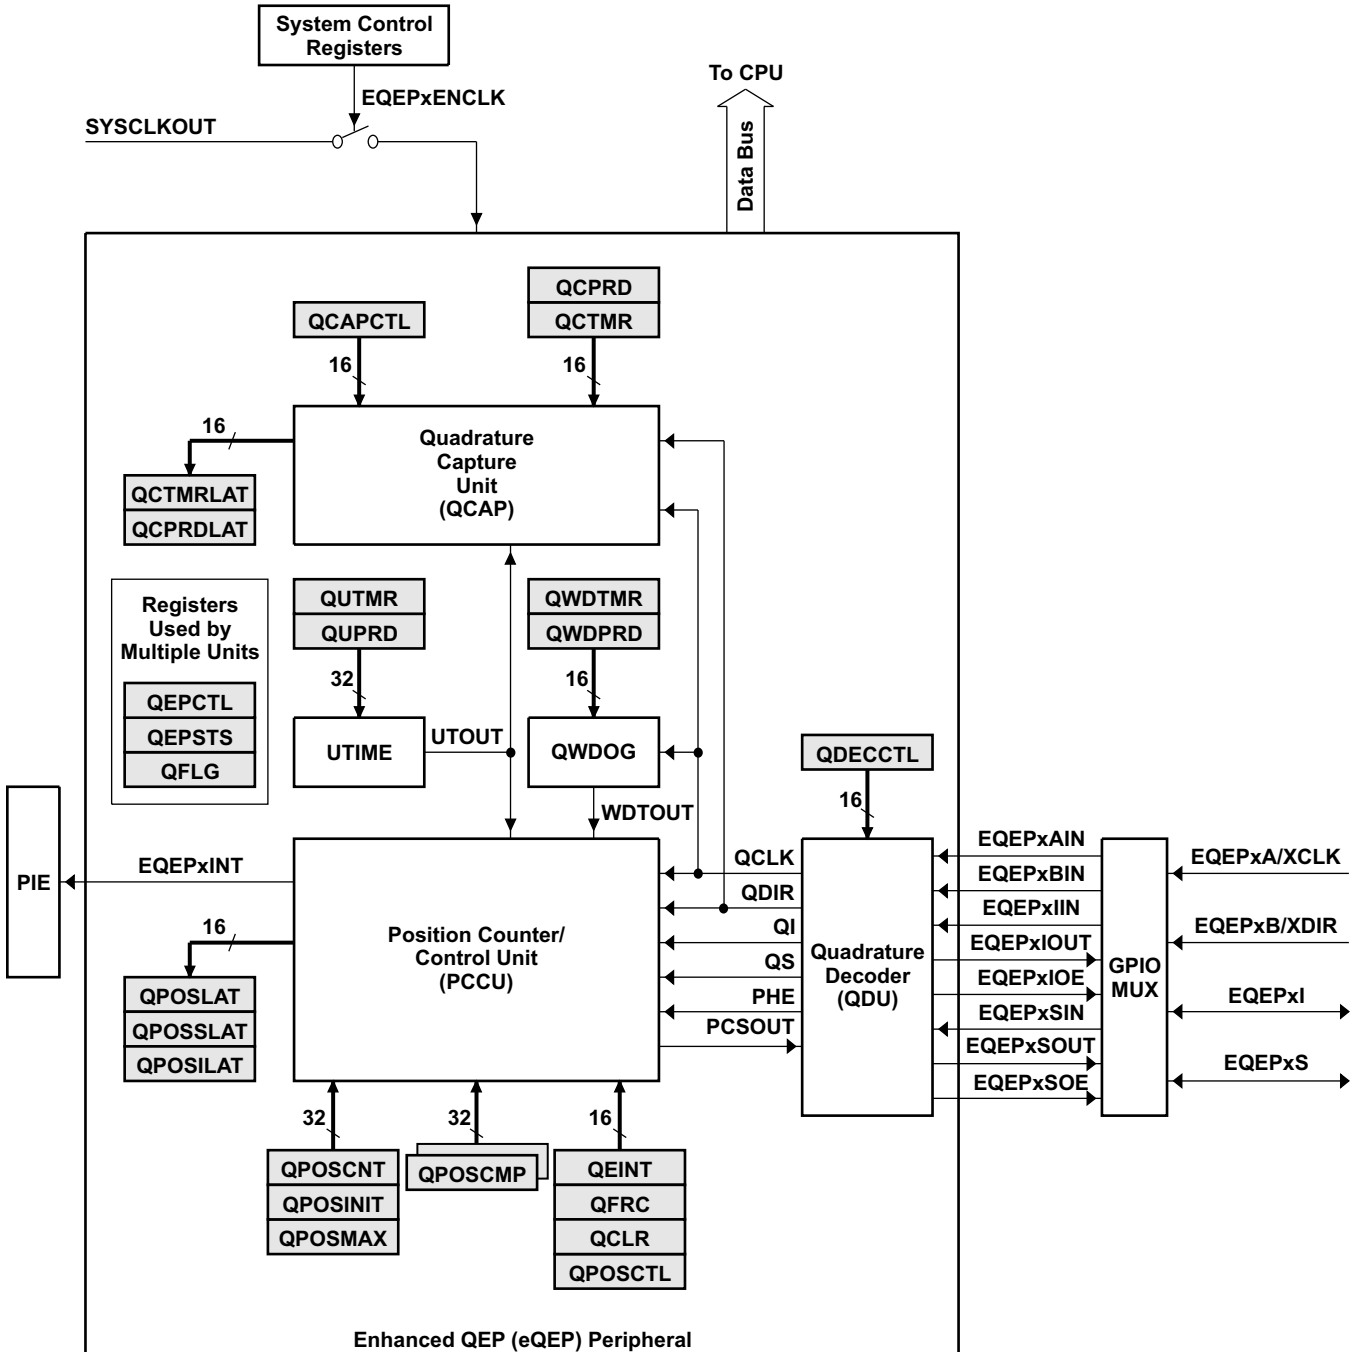 System Control
Registers
To CPU
EQEPxENCLK
SYSCLKOUT
Data Bus
QCPRD
QCAPCTL
QCTMR
16
16
16
Quadrature
Capture
Unit
(QCAP)
QCTMRLAT
QCPRDLAT
Registers
Used by
Multiple Units
QUTMR
QUPRD
QWDTMR
QWDPRD
32
16
QEPCTL
QEPSTS
QFLG
UTIME
UTOUT
QWDOG
QDECCTL
WDTOUT
16
PIE
EQEPxINT
16
Position Counter/
Control Unit
(PCCU)
QCLK
QDIR
QI
QS
PHE
PCSOUT
Quadrature
Decoder
(QDU)
EQEPxAIN
EQEPxBIN
EQEPxIIN
EQEPxIOUT
EQEPxIOE
EQEPxSIN
EQEPxSOUT
EQEPxSOE
GPIO
MUX
EQEPxA/XCLK
EQEPxB/XDIR
EQEPxI
EQEPxS
QPOSLAT
QPOSSLAT
QPOSILAT
32
32
16
QPOSCNT
QPOSINIT
QPOSMAX
QPOSCMP
QEINT
QFRC
QCLR
QPOSCTL
Enhanced QEP (eQEP) Peripheral